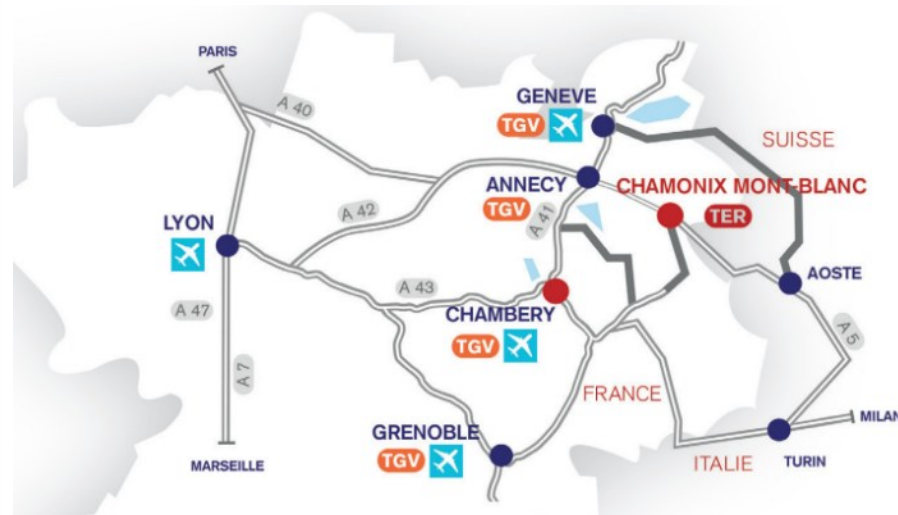 PARIS
A 40
GENEVE
TGV
SUISSE
ANNECY
TGV
CHAMONIX MONT-BLANC
TER
A 42
A 41
LYON
AOSTE
A 47
A 43
CHAMBERY
TGV
A 5
A 7
FRANCE
MILAN
GRENOBLE
TGV
MARSEILLE
ITALIE
TURIN